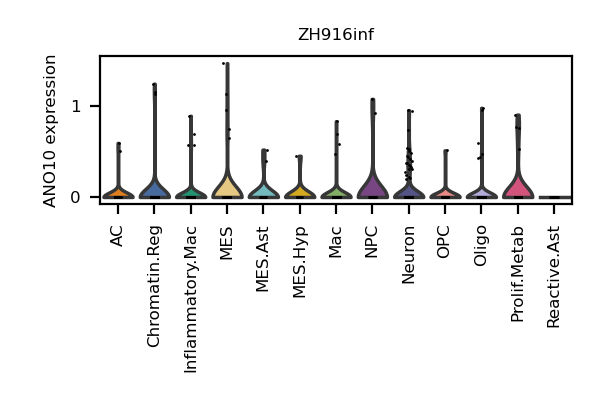 ZH916inf
ANO10 expression
1
0
AC
Chromatin.Reg
Inflammatory.Mac
MES
MES.Ast
MES.Hyp
Mac
NPC
Neuron
OPC
Oligo
Prolif.Metab
Reactive.Ast